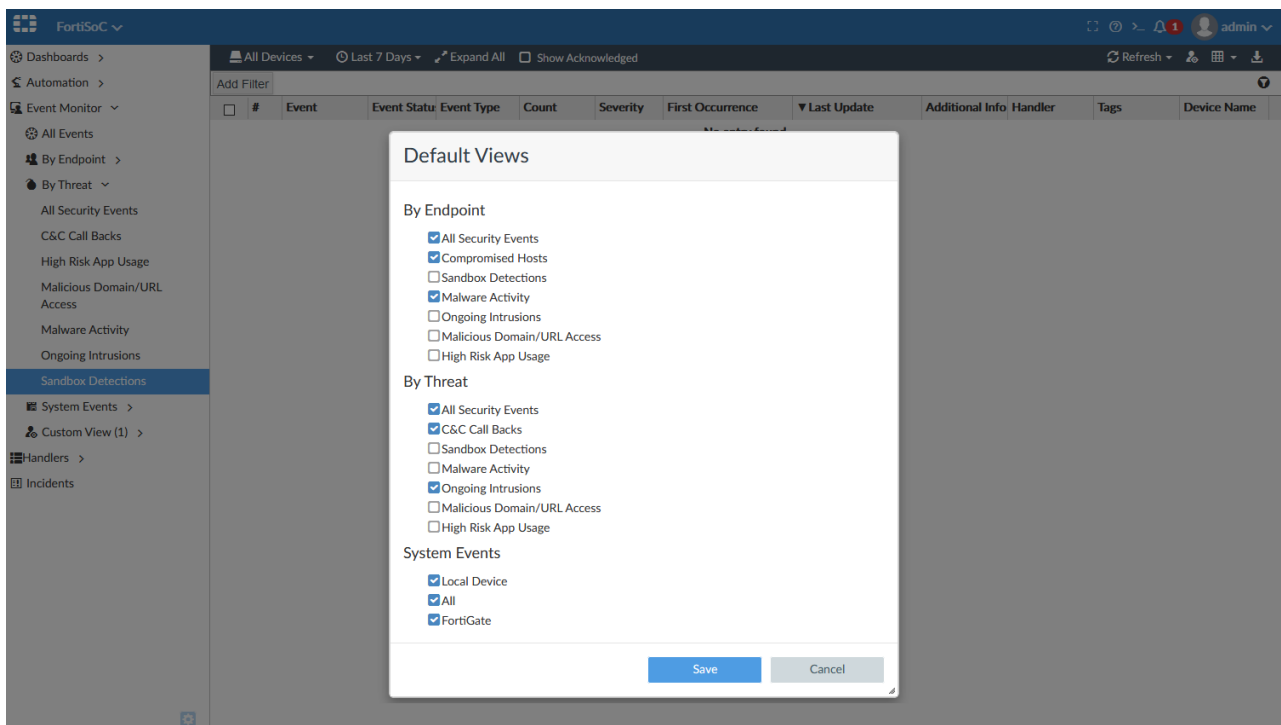 FortiSoC
1
admin
Dashboards
All Devices
Last 7 Days
Expand All
Show Acknowledged
Refresh
Automation
Add Filter
Event Monitor
#
Event
Event Statu
Event Type
Count
Severity
First Occurrence
Last Update
Additional Info
Handler
Tags
Device Name
No entry found
All Events
By Endpoint
By Threat
All Security Events
C&C Call Backs
High Risk App Usage
Malicious Domain/URL
Access
Malware Activity
Ongoing Intrusions
Sandbox Detections
System Events
Custom View (1)
Handlers
Incidents
Default Views
By Endpoint
All Security Events
Compromised Hosts
Sandbox Detections
Malware Activity
Ongoing Intrusions
Malicious Domain/URL Access
High Risk App Usage
By Threat
All Security Events
C&C Call Backs
Sandbox Detections
Malware Activity
Ongoing Intrusions
Malicious Domain/URL Access
High Risk App Usage
System Events
Local Device
All
FortiGate
Save
Cancel